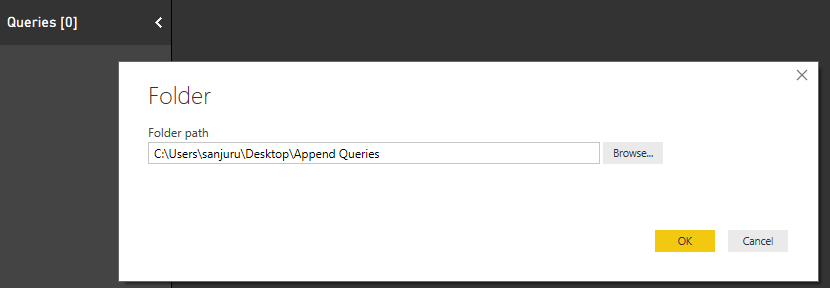 Queries [0]
Folder
Folder path
C:\Users\sanjuru\Desktop\Append Queries
Browse...
OK
Cancel